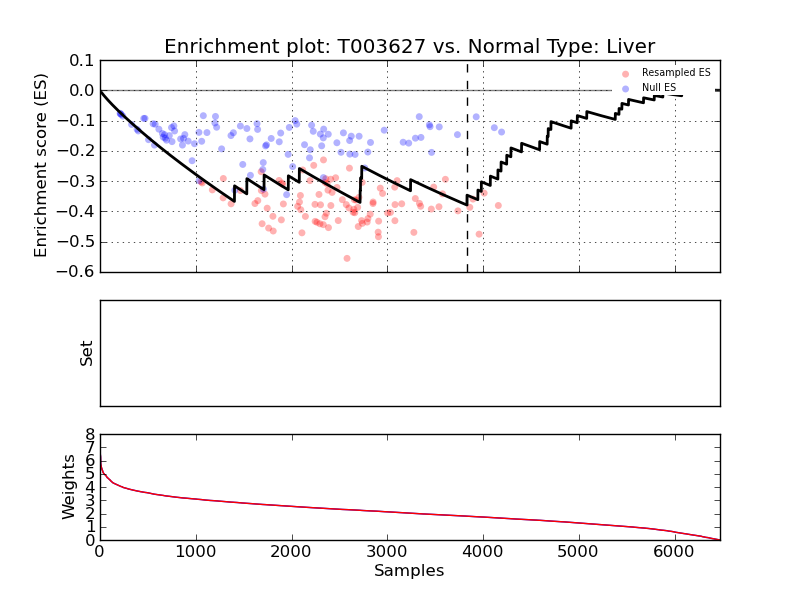 Enrichment plot: T003627 vs. Normal Type: Liver
Enrichment score (ES)
0.1
0.0
−0.1
−0.2
−0.3
−0.4
−0.5
−0.6
Resampled ES
Null ES
Set
Weights
8
7
6
5
4
3
2
1
0
0 1000 2000 3000 4000 5000 6000
Samples